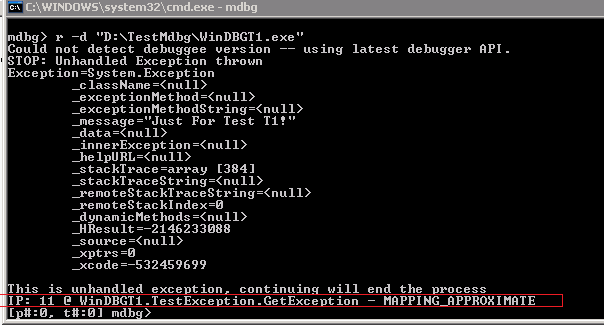 C:\WINDOWS\system32\cmd.exe - mdbg
mdbg> r -d "D:\TestMdbg\WinDBGT1.exe"
Could not detect debuggee version -- using latest debugger API.
STOP: Unhandled Exception thrown
Exception=System.Exception
_className=<null>
_exceptionMethod=<null>
_exceptionMethodString=<null>
_message="Just For Test T1!"
_data=<null>
_innerException=<null>
_helpURL=<null>
_stackTrace=array [384]
_stackTraceString=<null>
_remoteStackTraceString=<null>
_remoteStackIndex=0
_dynamicMethods=<null>
_HResult=-2146233088
_source=<null>
_xptrs=0
_xcode=-532459699
This is unhandled exception, continuing will end the process
IP: 11 @ WinDBGT1.TestException.GetException - MAPPING_APPROXIMATE
[p#:0, t#:0] mdbg>